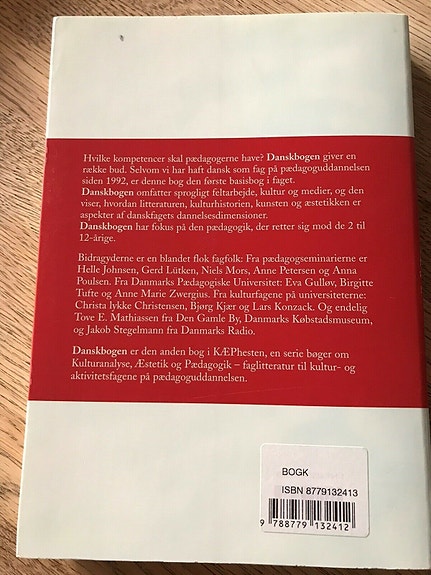 Hvilke kompetencer skal pædagogerne have? Danskbogen giver en
række bud. Selvom vi har haft dansk som fag på pædagoguddannelsen
siden 1992, er denne bog den første basisbog i faget.
Danskbogen omfatter sprogligt feltarbejde, kultur og medier, og den
viser, hvordan litteraturen, kulturhistorien, kunsten og æstetikken er
aspekter af danskfagets dannelsesdimensioner.
Danskbogen har fokus på den pædagogik, der retter sig mod de 2 til
12-årige.
Bidragyderne er en blandet flok fagfolk: Fra pædagogseminarierne er
Helle Johnsen, Gerd Lütken, Niels Mors, Anne Petersen og Anna
Poulsen. Fra Danmarks Pædagogiske Universitet: Eva Gulløv, Birgitte
Tufte og Anne Marie Zwergius. Fra kulturfagene på universiteterne:
Christa Lykke Christensen, Bjørg Kjær og Lars Konzack. Og endelig
Tove E. Mathiassen fra Den Gamle By, Danmarks Købstadsmuseum,
og Jakob Stegelmann fra Danmarks Radio.
Danskbogen er den anden bog i KÆPhesten, en serie bøger om
Kulturanalyse, Æstetik og Pædagogik – faglitteratur til kultur- og
aktivitetsfagene på pædagoguddannelsen.
BOGK
ISBN 8779132413
9 788779 132412